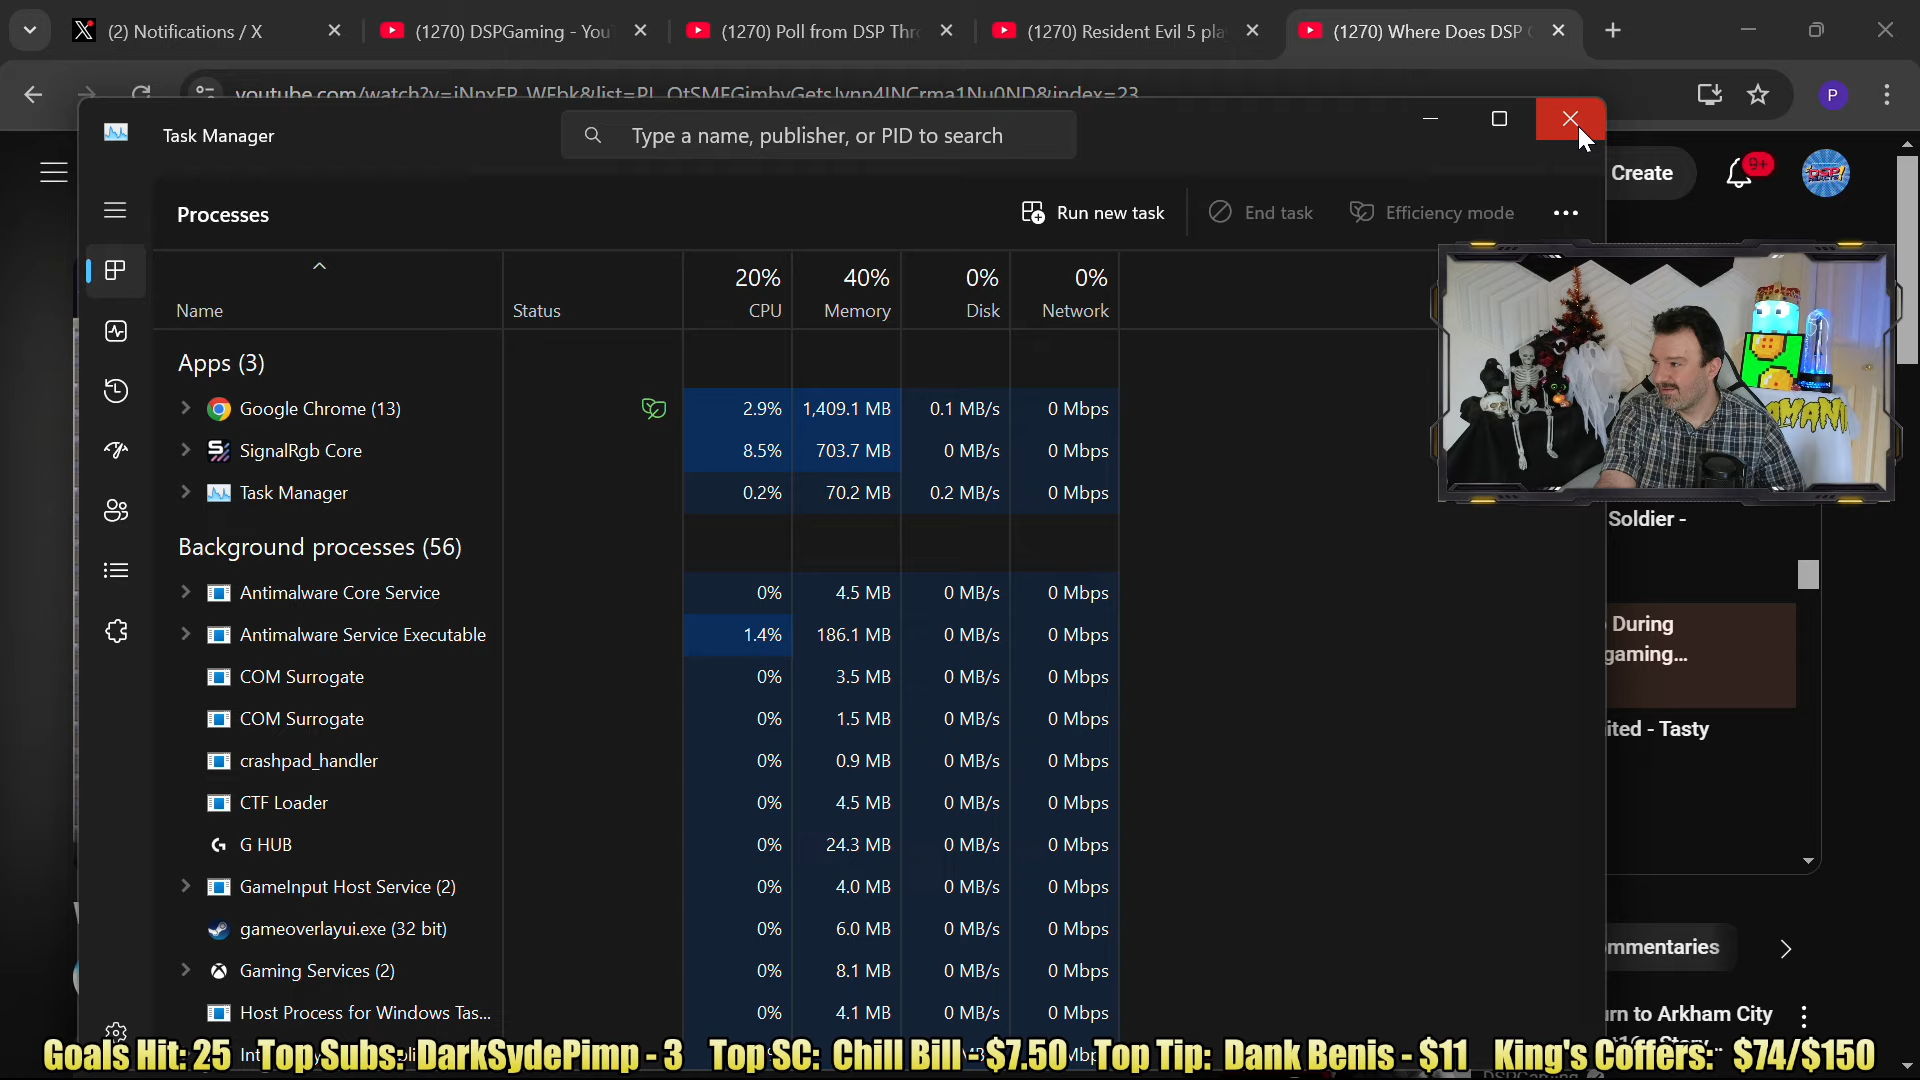 (2) Notifications / X
(1270) DSPGaming - You
(1270) Poll from DSP Thr
(1270) Resident Evil 5 pla
(1270) Where Does DSP
P
Task Manager
Type a name, publisher, or PID to search
Create
9+
Processes
Run new task
End task
Efficiency mode
20%
40%
0%
0%
Name
Status
CPU
Memory
Disk
Network
Apps (3)
Google Chrome (13) 2.9% 1,409.1 MB 0.1 MB/s 0 Mbps
SignalRgb Core 8.5% 703.7 MB 0 MB/s 0 Mbps
Task Manager 0.2% 70.2 MB 0.2 MB/s 0 Mbps
Soldier -
Background processes (56)
Antimalware Core Service 0% 4.5 MB 0 MB/s 0 Mbps
During
Antimalware Service Executable 1.4% 186.1 MB 0 MB/s 0 Mbps
gaming...
COM Surrogate 0% 3.5 MB 0 MB/s 0 Mbps
COM Surrogate 0% 1.5 MB 0 MB/s 0 Mbps
ited - Tasty
crashpad_handler 0% 0.9 MB 0 MB/s 0 Mbps
CTF Loader 0% 4.5 MB 0 MB/s 0 Mbps
G HUB 0% 24.3 MB 0 MB/s 0 Mbps
GameInput Host Service (2) 0% 4.0 MB 0 MB/s 0 Mbps
gameoverlayui.exe (32 bit) 0% 6.0 MB 0 MB/s 0 Mbps
mmentaries
Gaming Services (2) 0% 8.1 MB 0 MB/s 0 Mbps
Host Process for Windows Tas... 0% 4.1 MB 0 MB/s 0 Mbps
rn to Arkham City
Goals Hit: 25 Top Subs: DarkSydePimp - 3 Top SC: Chill Bill - $7.50 Top Tip: Dank Benis - $11 King's Coffers: $74/$150